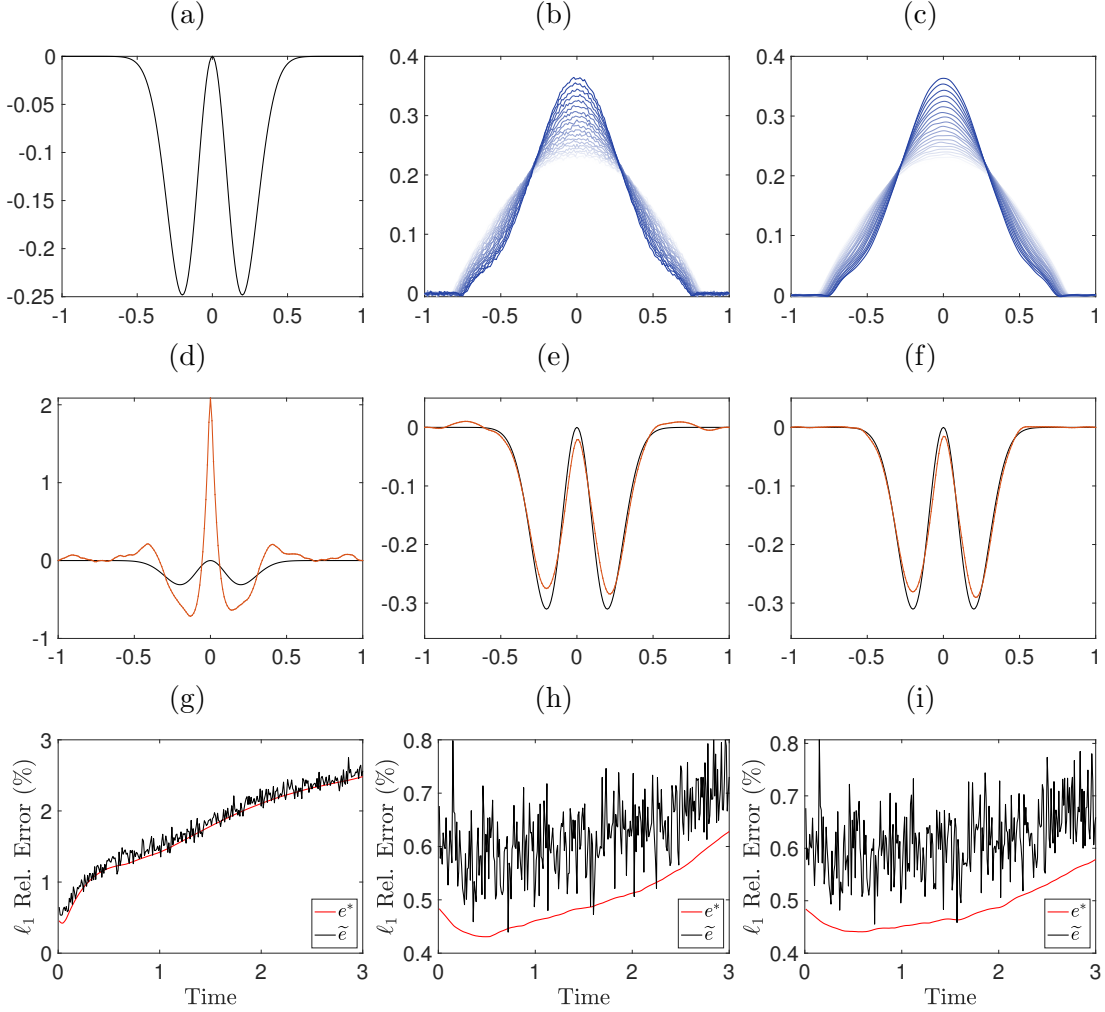 (a) (b) (c)
0 0.4 0.4
-0.05 0.3 0.3
-0.1
-0.15 0.2 0.2
-0.2 0.1 0.1
-0.25 0 0
-1 -0.5 0 0.5 1 -1 -0.5 0 0.5 1 -1 -0.5 0 0.5 1
(d) (e) (f)
2 0 0
1 -0.1 -0.1
0 -0.2 -0.2
-1 -0.3 -0.3
-1 -0.5 0 0.5 1 -1 -0.5 0 0.5 1 -1 -0.5 0 0.5 1
(g) (h) (i)
3 0.8 0.8
2 0.7 0.7
1 0.6 0.6
0 0.5 0.5
0.4 0.4
ℓ₁ Rel. Error (%) ℓ₁ Rel. Error (%) ℓ₁ Rel. Error (%)
e* e* e*
ẽ ẽ ẽ
0 1 2 3 0 1 2 3 0 1 2 3
Time Time Time